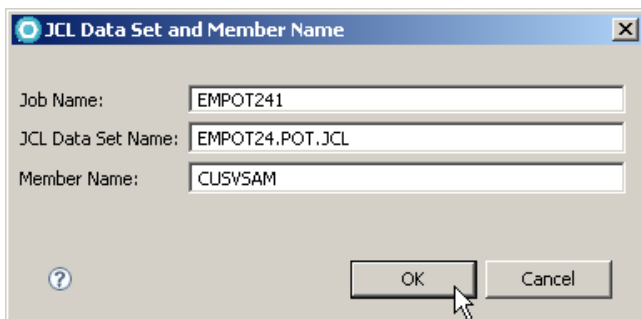 JCL Data Set and Member Name
Job Name: EMPOT241
JCL Data Set Name: EMPOT24.POT.JCL
Member Name: CUSVSAM
? OK Cancel